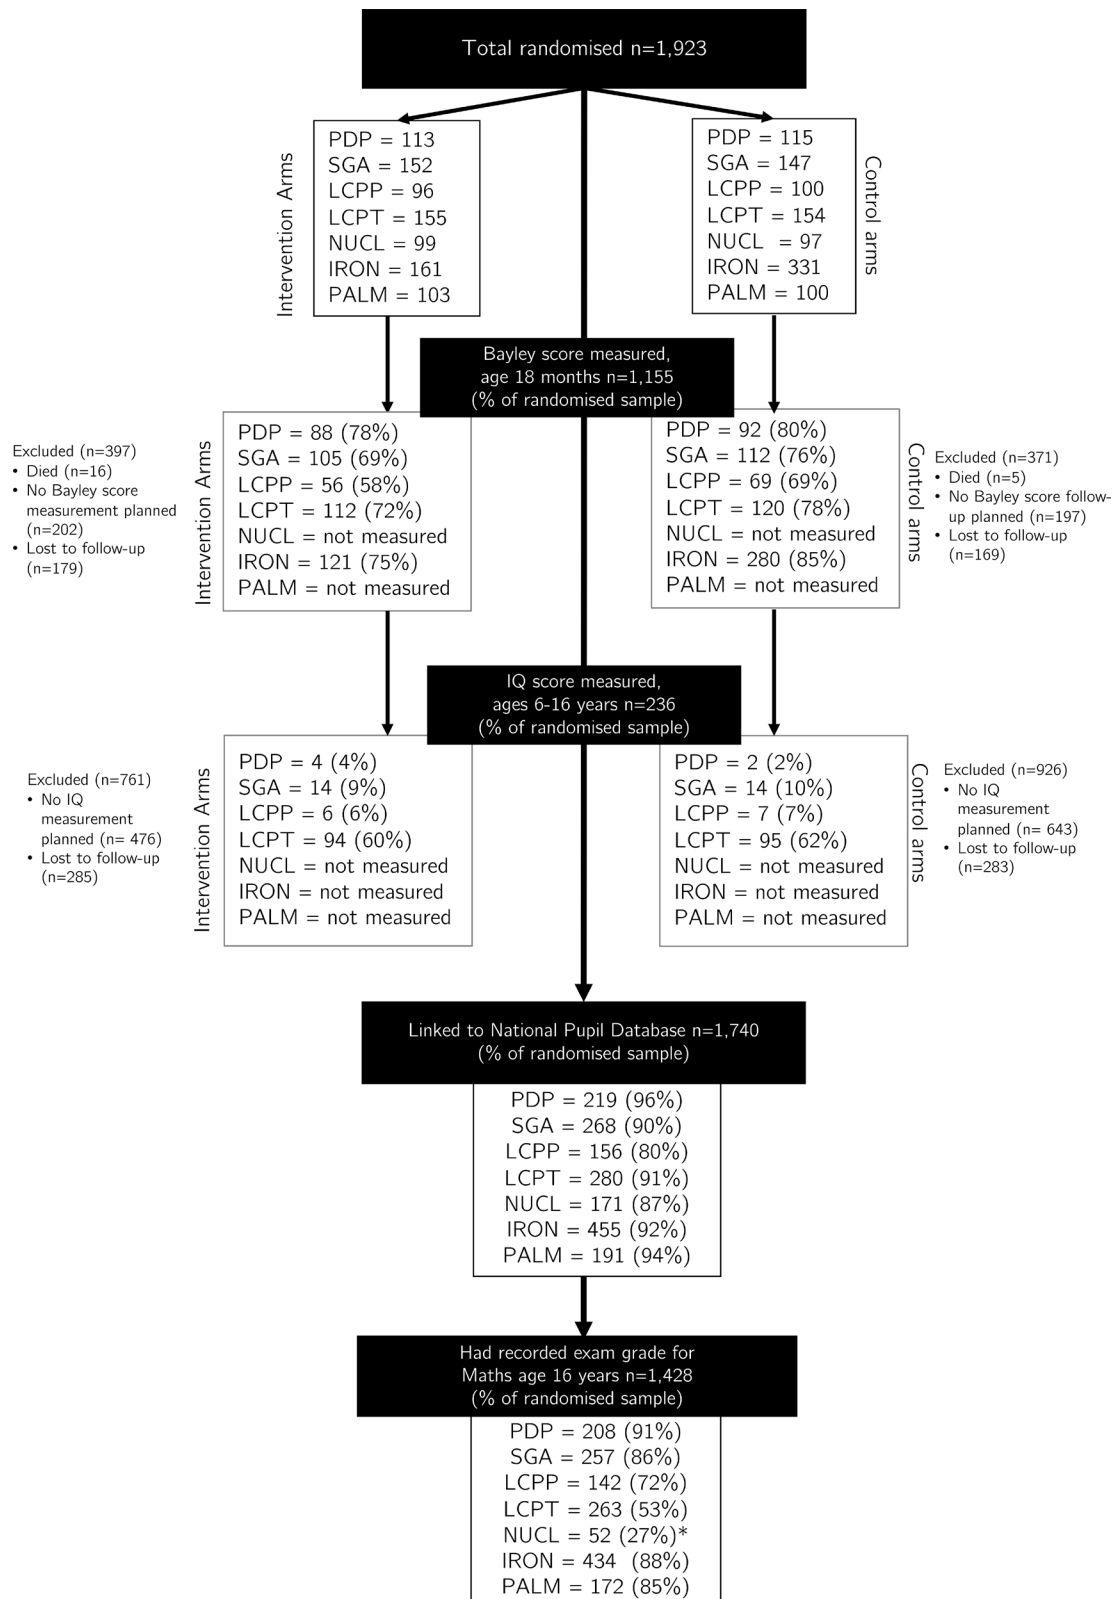 Total randomised n=1,923
Intervention Arms
PDP = 113
SGA = 152
LCPP = 96
LCPT = 155
NUCL = 99
IRON = 161
PALM = 103
PDP = 115
SGA = 147
LCPP = 100
LCPT = 154
NUCL = 97
IRON = 331
PALM = 100
Control arms
Bayley score measured,
age 18 months n=1,155
(% of randomised sample)
Excluded (n=397)
• Died (n=16)
• No Bayley score
measurement planned
(n=202)
• Lost to follow-up
(n=179)
Intervention Arms
PDP = 88 (78%)
SGA = 105 (69%)
LCPP = 56 (58%)
LCPT = 112 (72%)
NUCL = not measured
IRON = 121 (75%)
PALM = not measured
PDP = 92 (80%)
SGA = 112 (76%)
LCPP = 69 (69%)
LCPT = 120 (78%)
NUCL = not measured
IRON = 280 (85%)
PALM = not measured
Control arms
Excluded (n=371)
• Died (n=5)
• No Bayley score follow-
up planned (n=197)
• Lost to follow-up
(n=169)
IQ score measured,
ages 6-16 years n=236
(% of randomised sample)
Excluded (n=761)
• No IQ
measurement
planned (n= 476)
• Lost to follow-up
(n=285)
Intervention Arms
PDP = 4 (4%)
SGA = 14 (9%)
LCPP = 6 (6%)
LCPT = 94 (60%)
NUCL = not measured
IRON = not measured
PALM = not measured
PDP = 2 (2%)
SGA = 14 (10%)
LCPP = 7 (7%)
LCPT = 95 (62%)
NUCL = not measured
IRON = not measured
PALM = not measured
Control arms
Excluded (n=926)
• No IQ
measurement
planned (n= 643)
• Lost to follow-up
(n=283)
Linked to National Pupil Database n=1,740
(% of randomised sample)
PDP = 219 (96%)
SGA = 268 (90%)
LCPP = 156 (80%)
LCPT = 280 (91%)
NUCL = 171 (87%)
IRON = 455 (92%)
PALM = 191 (94%)
Had recorded exam grade for
Maths age 16 years n=1,428
(% of randomised sample)
PDP = 208 (91%)
SGA = 257 (86%)
LCPP = 142 (72%)
LCPT = 263 (53%)
NUCL = 52 (27%)*
IRON = 434 (88%)
PALM = 172 (85%)